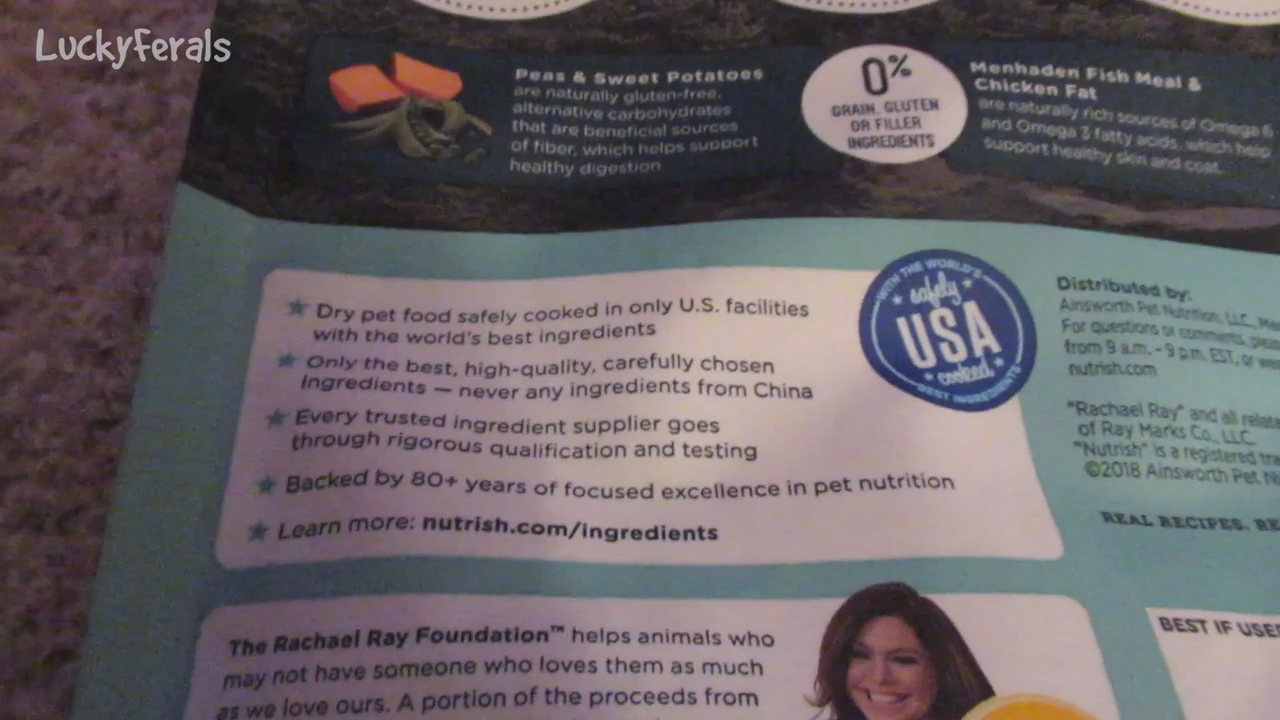 LuckyFerals
Peas & Sweet Potatoes
are naturally gluten-free,
alternative carbohydrates
that are beneficial sources
of fiber, which helps support
healthy digestion
0%
GRAIN, GLUTEN
OR FILLER
INGREDIENTS
Menhaden Fish Meal &
Chicken Fat
are naturally rich sources of Omega 6
and Omega 3 fatty acids, which help
support healthy skin and coat.
Dry pet food safely cooked in only U.S. facilities
with the world's best ingredients
Only the best, high-quality, carefully chosen
ingredients — never any ingredients from China
Every trusted ingredient supplier goes
through rigorous qualification and testing
Backed by 80+ years of focused excellence in pet nutrition
Learn more: nutrish.com/ingredients
WITH THE WORLD'S
safely
USA
cooked
BEST INGREDIENTS
Distributed by:
Ainsworth Pet Nutrition, LLC,
For questions or comments,
from 9 a.m. - 9 p.m. EST, or
nutrish.com
"Rachael Ray" and all
of Ray Marks Co., LLC.
"Nutrish" is a registered
©2018 Ainsworth Pet
REAL RECIPES.
The Rachael Ray Foundation™ helps animals who
may not have someone who loves them as much
as we love ours. A portion of the proceeds from
BEST IF USED